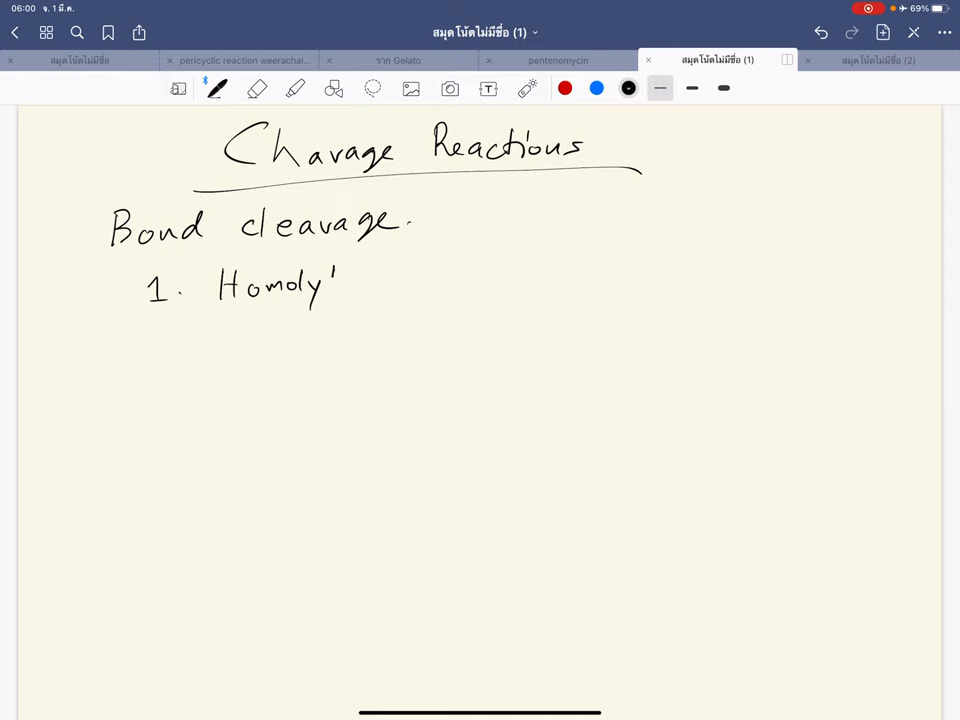 06:00 จ. 1 มี.ค. 69%
สมุดโน้ตไม่มีชื่อ (1)
สมุดโน้ตไม่มีชื่อ pericyclic reaction weerachai... ราก Gelato pentenomycin สมุดโน้ตไม่มีชื่อ (1) สมุดโน้ตไม่มีชื่อ (2)
Chavage Reactions
Bond cleavage.
1. Homoly'